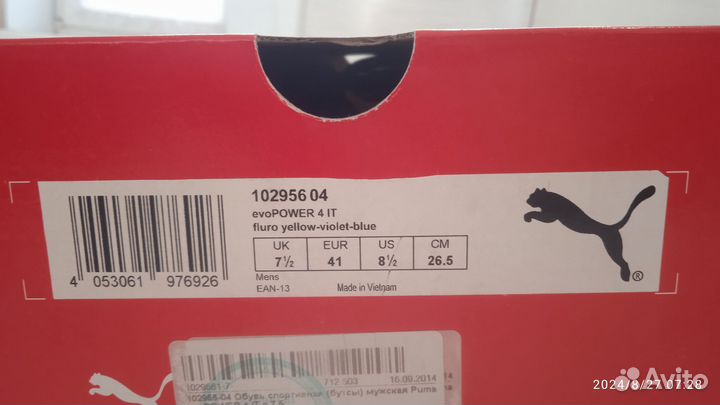 102956 04
evoPOWER 4 IT
fluro yellow-violet-blue
UK EUR US CM
7½ 41 8½ 26.5
Mens
EAN-13 Made in Vietnam
4 053061 976926
®
1029561-7 712 503 16.09.2014
102956-04 Обувь спортивная (бутсы) мужская Puma
2024/8/27 07:28
Avito